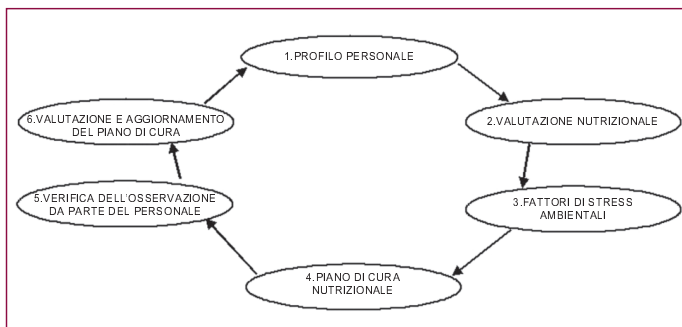 1.PROFILO PERSONALE
2.VALUTAZIONE NUTRIZIONALE
3.FATTORI DI STRESS
AMBIENTALI
4.PIANO DI CURA
NUTRIZIONALE
5.VERIFICA DELL'OSSERVAZIONE
DA PARTE DEL PERSONALE
6.VALUTAZIONE E AGGIORNAMENTO
DEL PIANO DI CURA